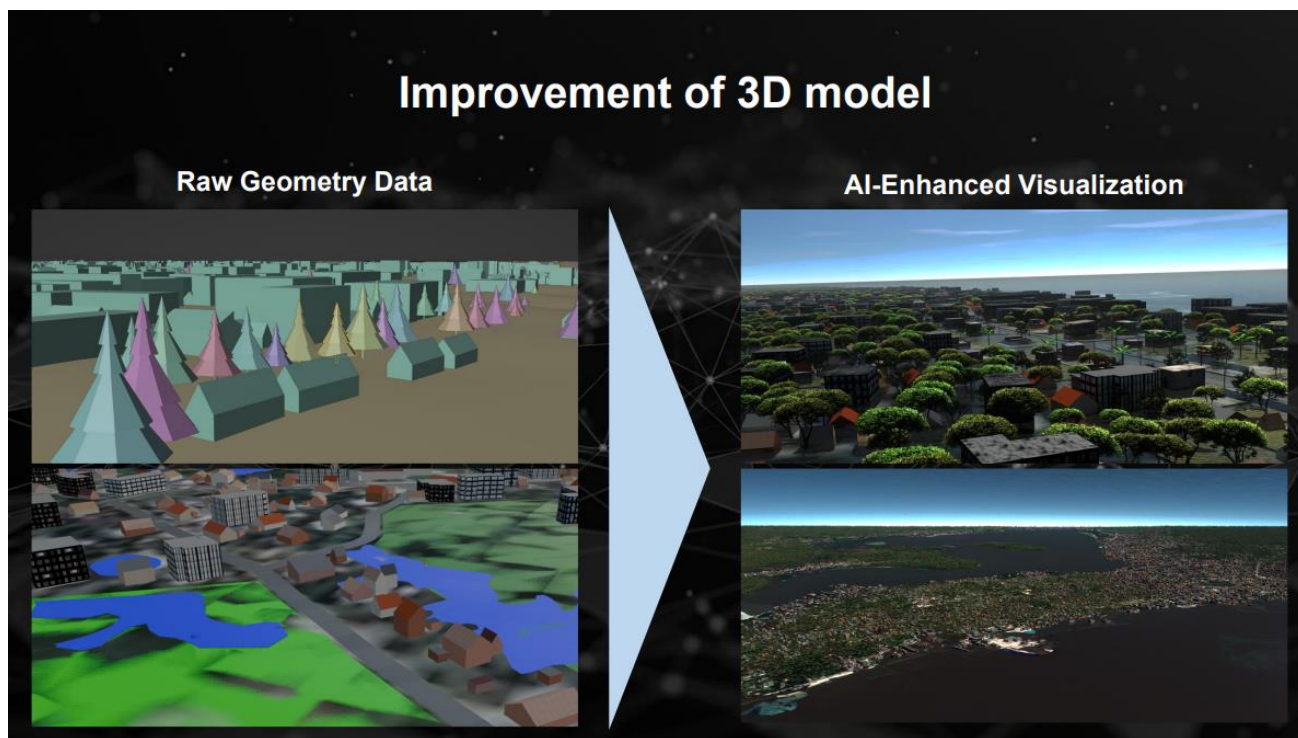 Improvement of 3D model
Raw Geometry Data
AI-Enhanced Visualization